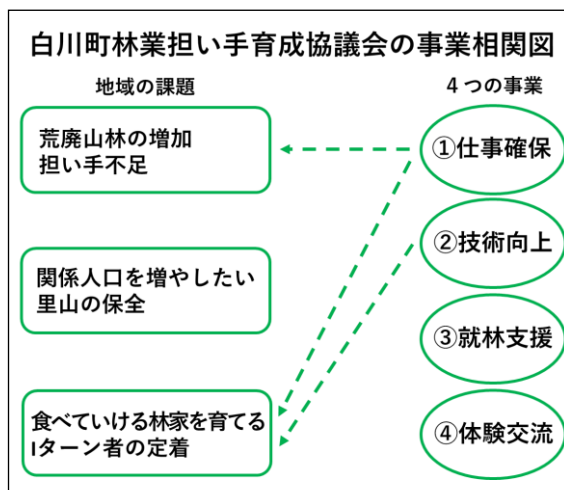 白川町林業担い手育成協議会の事業相関図
地域の課題
4つの事業
荒廃山林の増加
担い手不足
関係人口を増やしたい
里山の保全
食べていける林家を育てる
Iターン者の定着
①仕事確保
②技術向上
③就林支援
④体験交流